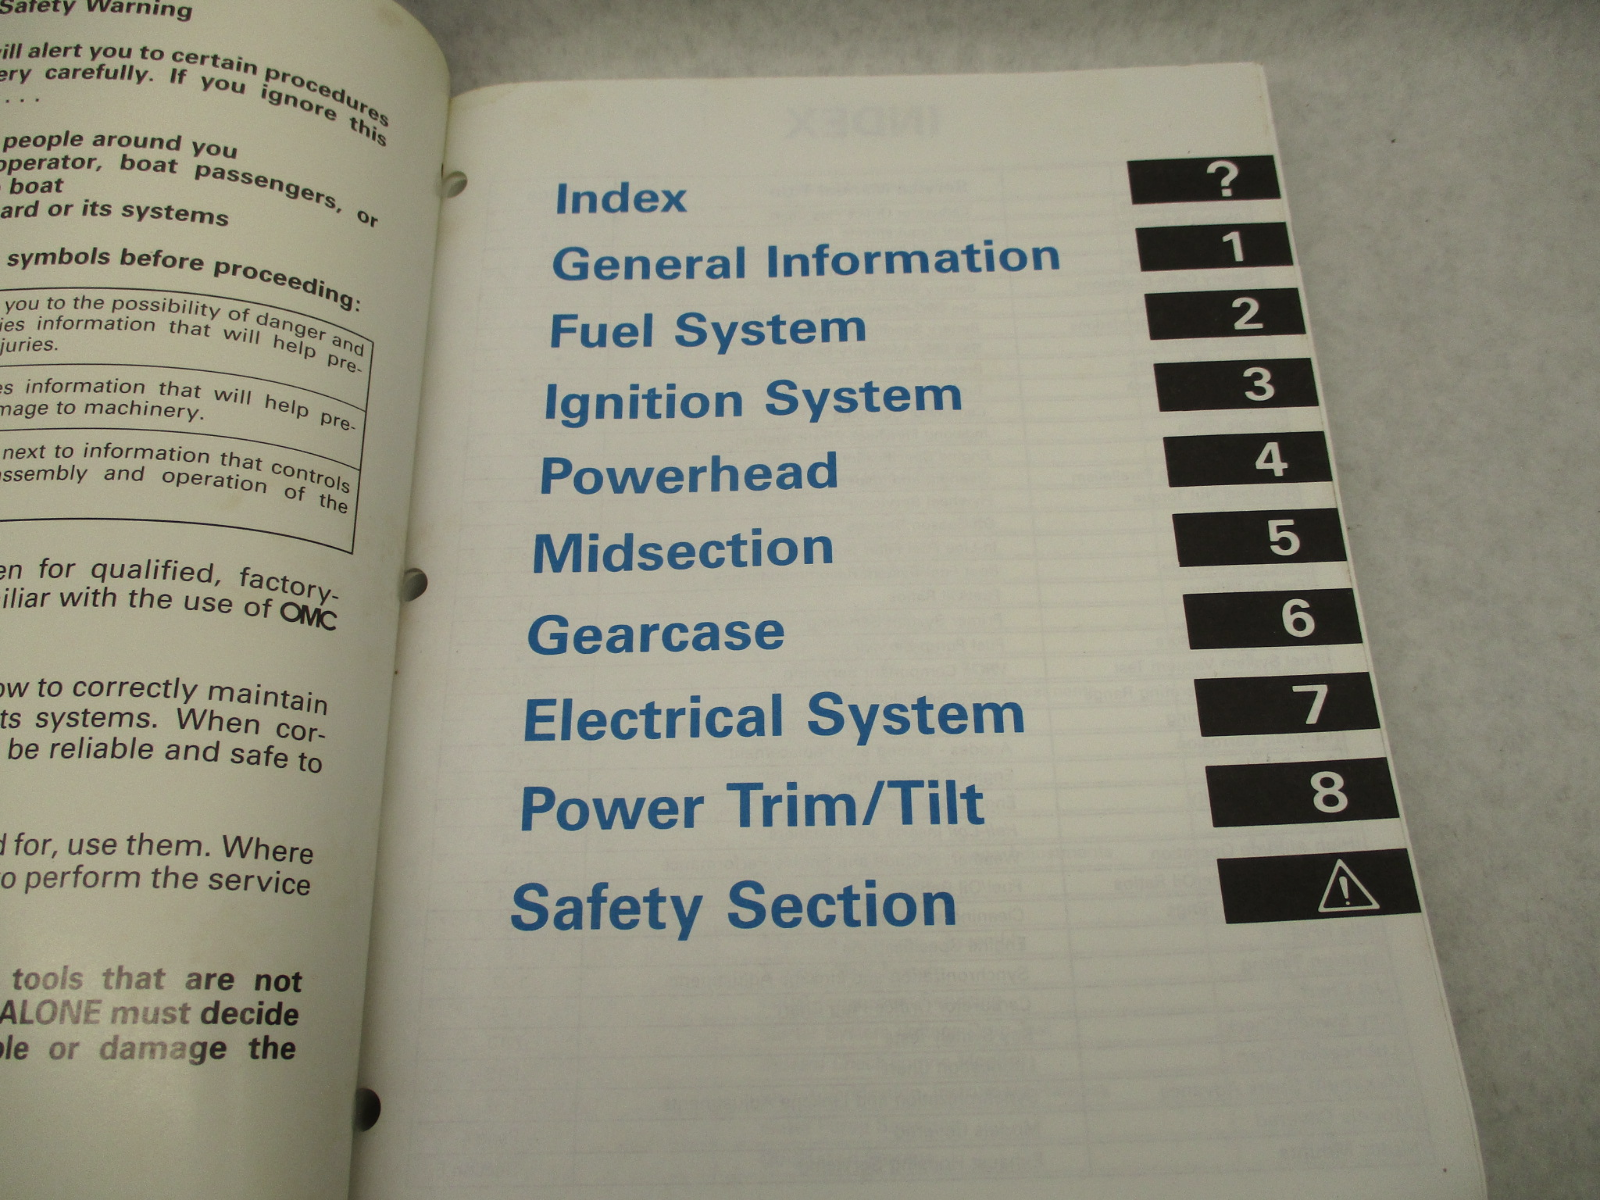 Safety Warning
will alert you to certain procedures
ery carefully. If you ignore this
. . .
people around you
operator, boat passengers, or
boat
ard or its systems
symbols before proceeding:
you to the possibility of danger and
ies information that will help pre-
juries.
es information that will help pre-
mage to machinery.
next to information that controls
assembly and operation of the
en for qualified, factory-
iliar with the use of OMC
ow to correctly maintain
its systems. When cor-
be reliable and safe to
d for, use them. Where
to perform the service
tools that are not
ALONE must decide
ble or damage the
INDEX
Index ?
General Information 1
Fuel System 2
Ignition System 3
Powerhead 4
Midsection 5
Gearcase 6
Electrical System 7
Power Trim/Tilt 8
Safety Section !